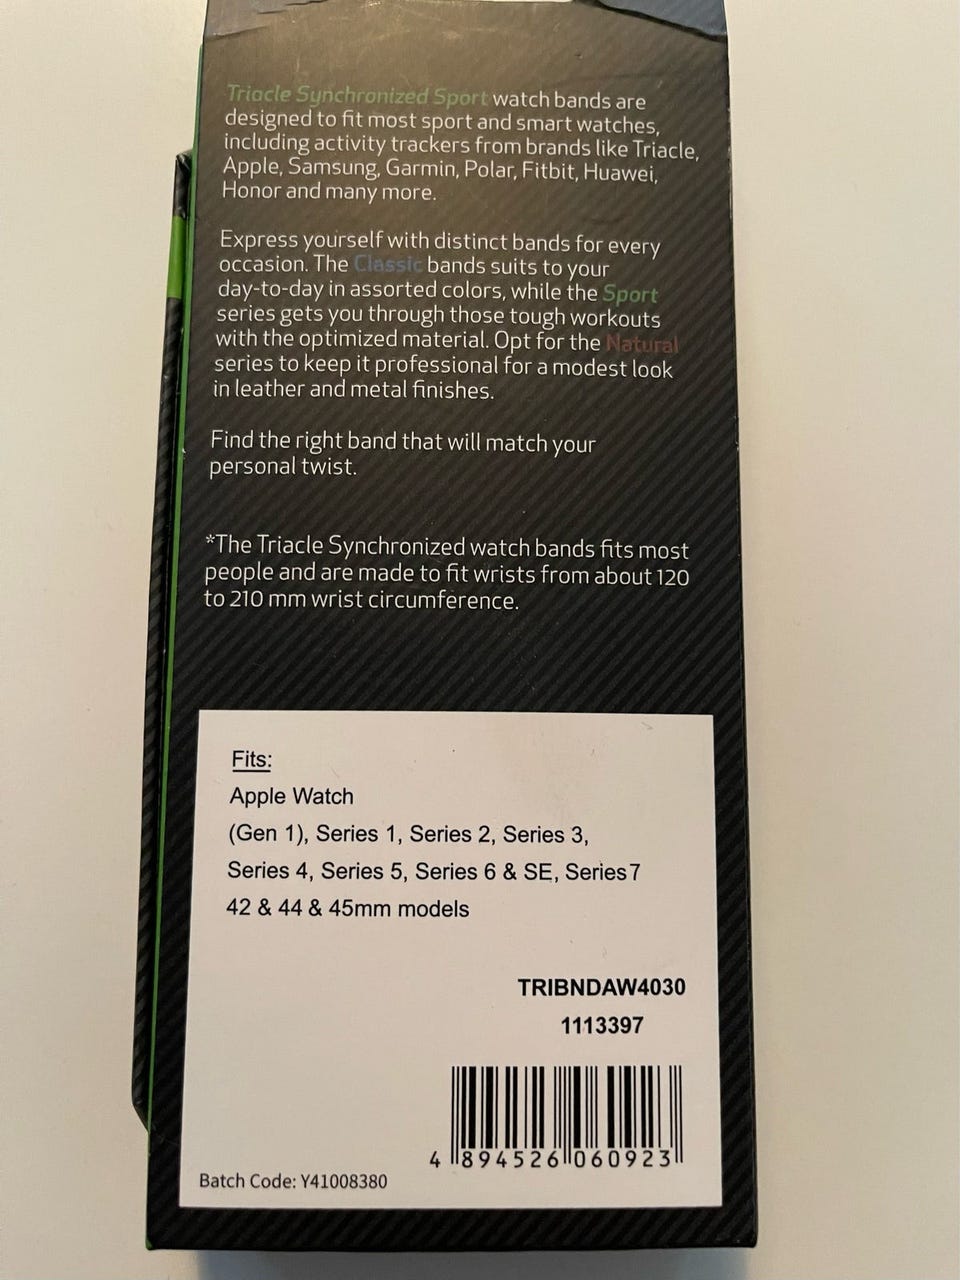 Triacle Synchronized Sport watch bands are
designed to fit most sport and smart watches,
including activity trackers from brands like Triacle,
Apple, Samsung, Garmin, Polar, Fitbit, Huawei,
Honor and many more.
Express yourself with distinct bands for every
occasion. The Classic bands suits to your
day-to-day in assorted colors, while the Sport
series gets you through those tough workouts
with the optimized material. Opt for the Natural
series to keep it professional for a modest look
in leather and metal finishes.
Find the right band that will match your
personal twist.
*The Triacle Synchronized watch bands fits most
people and are made to fit wrists from about 120
to 210 mm wrist circumference.
Fits:
Apple Watch
(Gen 1), Series 1, Series 2, Series 3,
Series 4, Series 5, Series 6 & SE, Series 7
42 & 44 & 45mm models
TRIBNDAW4030
1113397
4 894526 060923
Batch Code: Y41008380